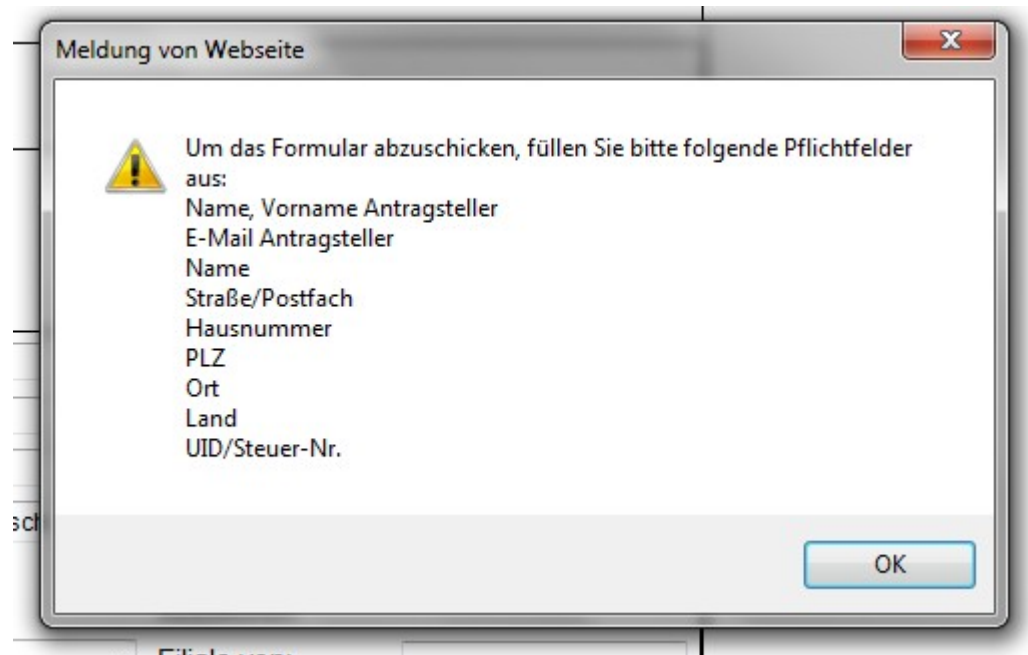 Meldung von Webseite
Um das Formular abzuschicken, füllen Sie bitte folgende Pflichtfelder
aus:
Name, Vorname Antragsteller
E-Mail Antragsteller
Name
Straße/Postfach
Hausnummer
PLZ
Ort
Land
UID/Steuer-Nr.
OK